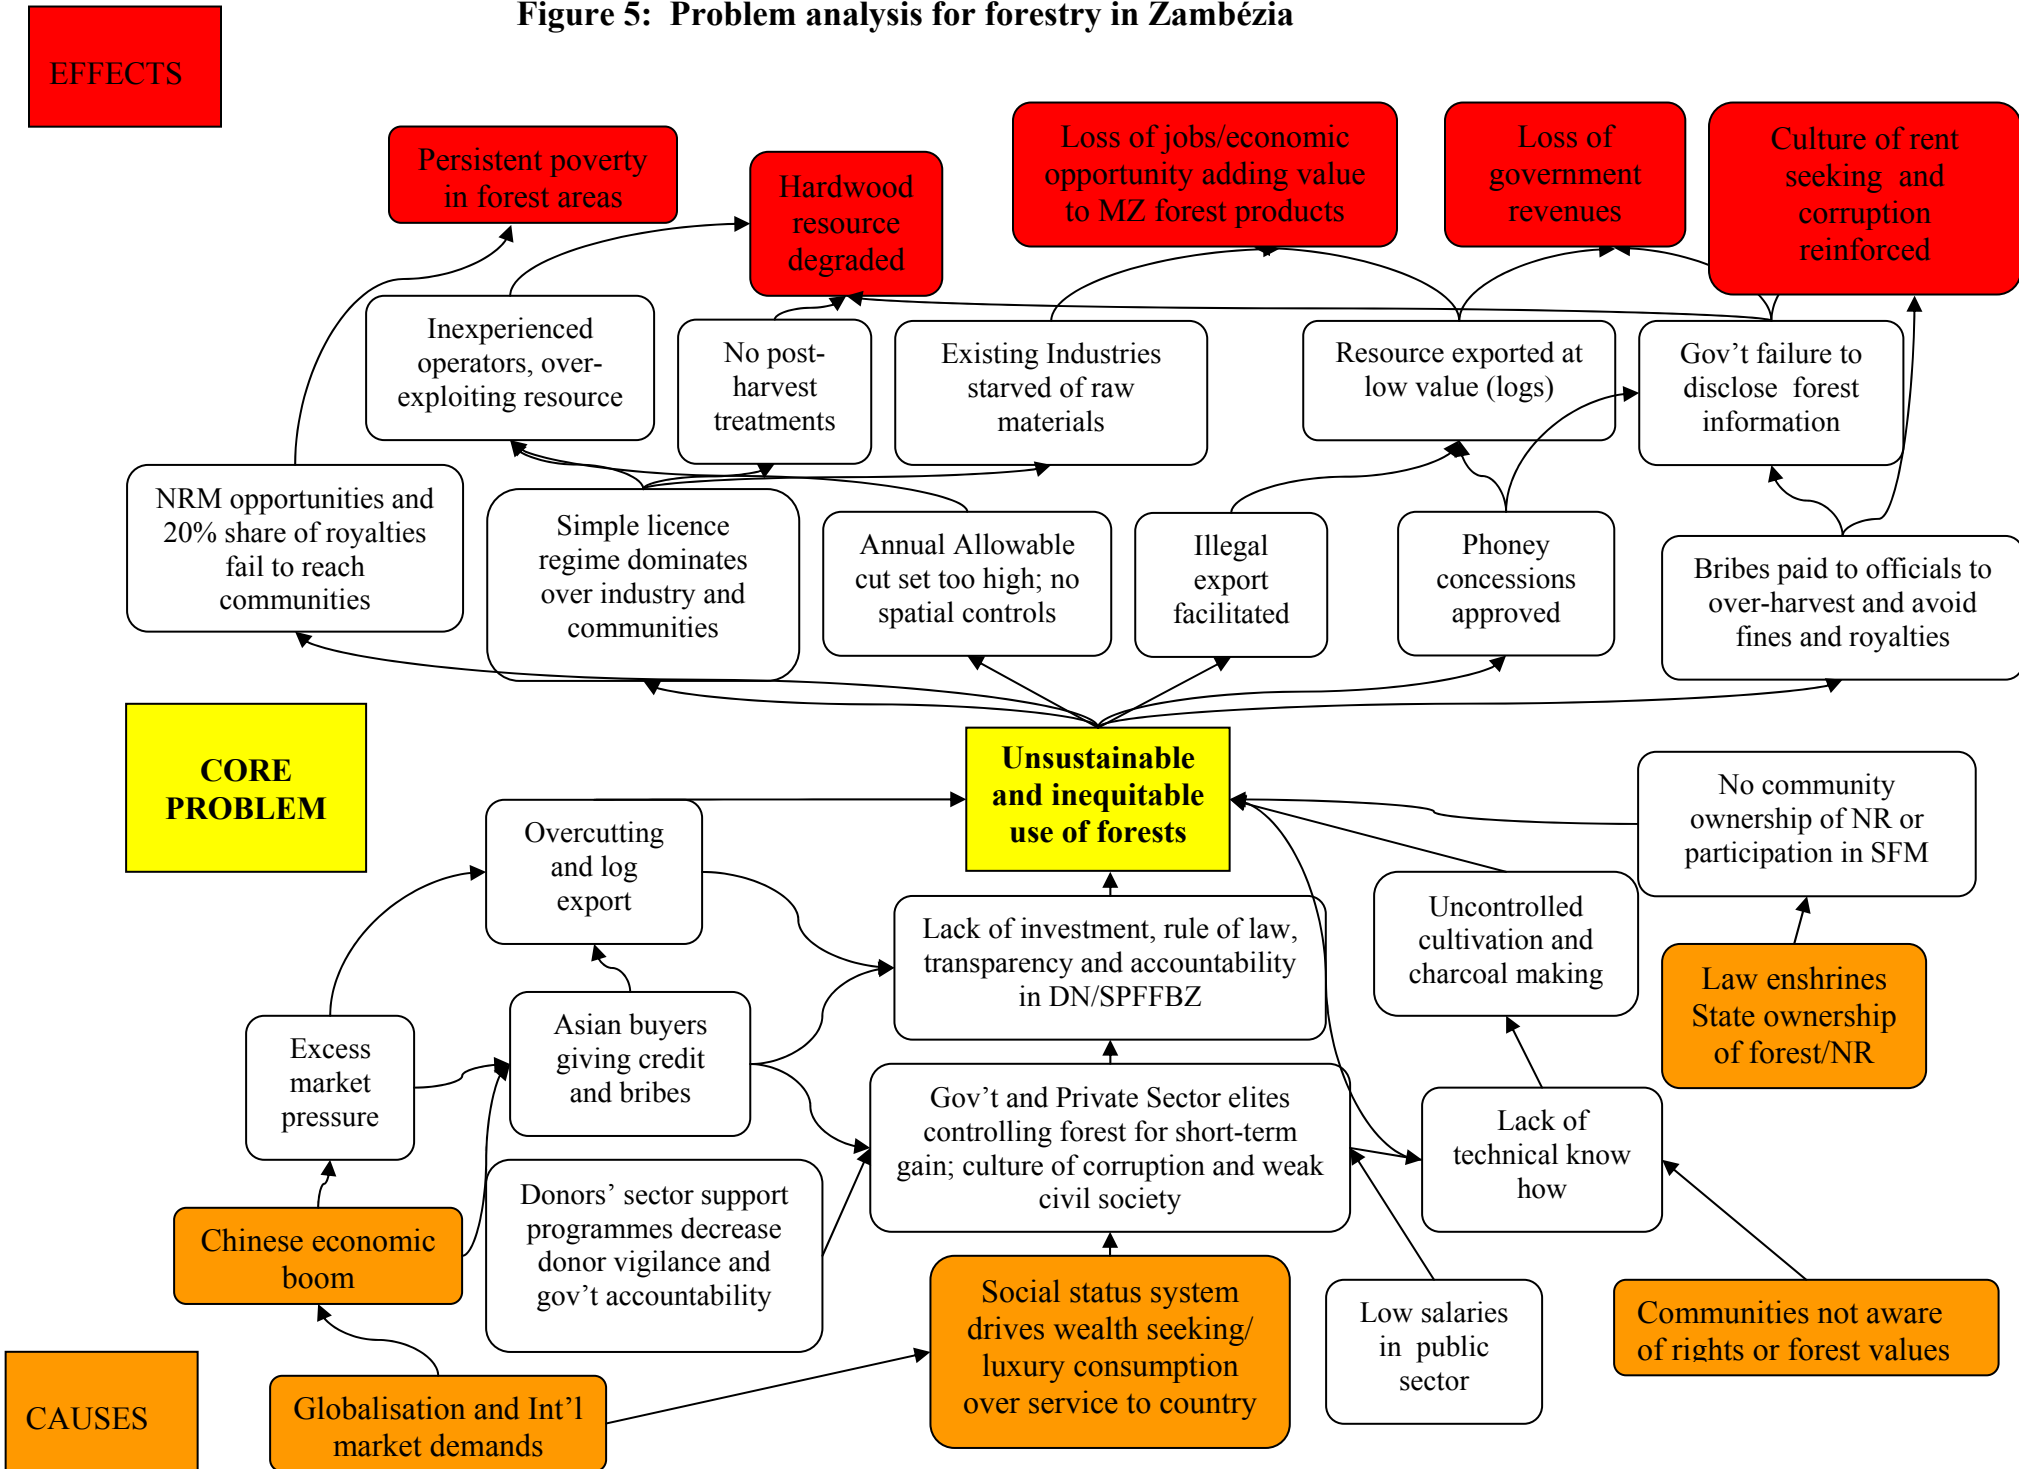 Figure 5: Problem analysis for forestry in Zambézia
EFFECTS
Persistent poverty
in forest areas
Hardwood
resource
degraded
Loss of jobs/economic
opportunity adding value
to MZ forest products
Loss of
government
revenues
Culture of rent
seeking and
corruption
reinforced
Inexperienced
operators, over-
exploiting resource
No post-
harvest
treatments
Existing Industries
starved of raw
materials
Resource exported at
low value (logs)
Gov’t failure to
disclose forest
information
NRM opportunities and
20% share of royalties
fail to reach
communities
Simple licence
regime dominates
over industry and
communities
Annual Allowable
cut set too high; no
spatial controls
Illegal
export
facilitated
Phoney
concessions
approved
Bribes paid to officials to
over-harvest and avoid
fines and royalties
CORE
PROBLEM
Unsustainable
and inequitable
use of forests
No community
ownership of NR or
participation in SFM
Overcutting
and log
export
Lack of investment, rule of law,
transparency and accountability
in DN/SPFFBZ
Uncontrolled
cultivation and
charcoal making
Law enshrines
State ownership
of forest/NR
Excess
market
pressure
Asian buyers
giving credit
and bribes
Gov’t and Private Sector elites
controlling forest for short-term
gain; culture of corruption and weak
civil society
Lack of
technical know
how
Chinese economic
boom
Donors’ sector support
programmes decrease
donor vigilance and
gov’t accountability
Social status system
drives wealth seeking/
luxury consumption
over service to country
Low salaries
in public
sector
Communities not aware
of rights or forest values
CAUSES
Globalisation and Int’l
market demands